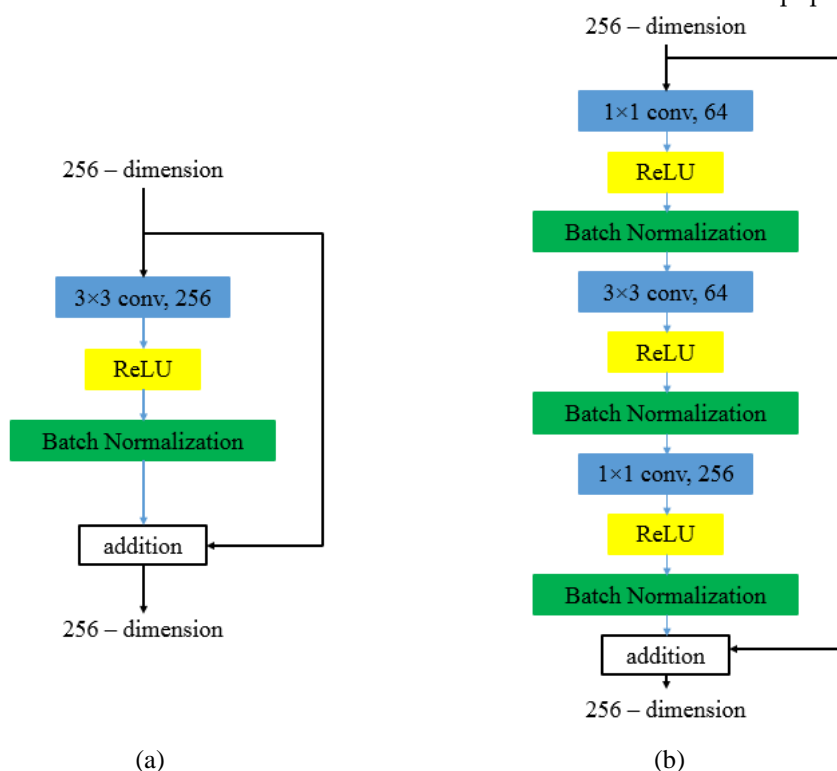 256 – dimension
3×3 conv, 256
ReLU
Batch Normalization
addition
256 – dimension
(a)
256 – dimension
1×1 conv, 64
ReLU
Batch Normalization
3×3 conv, 64
ReLU
Batch Normalization
1×1 conv, 256
ReLU
Batch Normalization
addition
256 – dimension
(b)